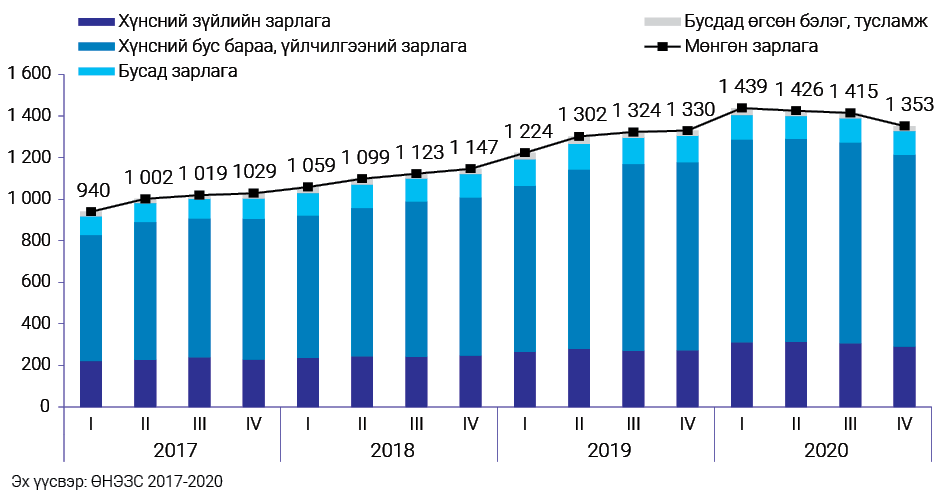 Хүнсний зүйлийн зарлага
Хүнсний бус бараа, үйлчилгээний зарлага
Бусад зарлага
Бусдад өгсөн бэлэг, тусламж
Мөнгөн зарлага
1 600
1 400
1 200
1 000
800
600
400
200
0
940 1 002 1 019 1029 1 059 1 099 1 123 1 147 1 224 1 302 1 324 1 330 1 439 1 426 1 415 1 353
I II III IV I II III IV I II III IV I II III IV
2017 2018 2019 2020
Эх үүсвэр: ӨНЭЗС 2017-2020